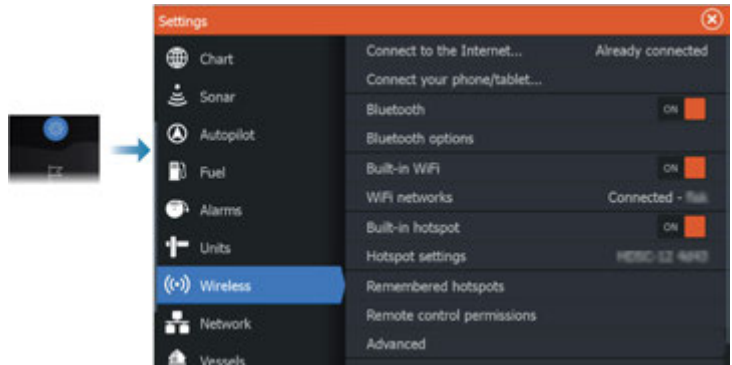 Settings
Chart
Sonar
Autopilot
Fuel
Alarms
Units
Wireless
Network
Vessels
Connect to the Internet... Already connected
Connect your phone/tablet...
Bluetooth ON
Bluetooth options
Built-in WiFi ON
WiFi networks Connected -
Built-in hotspot ON
Hotspot settings
Remembered hotspots
Remote control permissions
Advanced